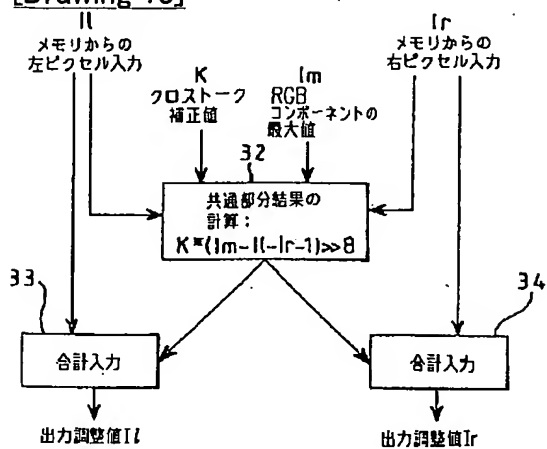 [Drawing 10]
Il
メモリからの
左ピクセル入力
K
クロストーク
補正値
Im
RGB
コンポーネントの
最大値
Ir
メモリからの
右ピクセル入力
32
共通部分結果の
計算:
K*(Im-Il-Ir-1)>>8
33
合計入力
34
合計入力
出力調整値Il
出力調整値Ir